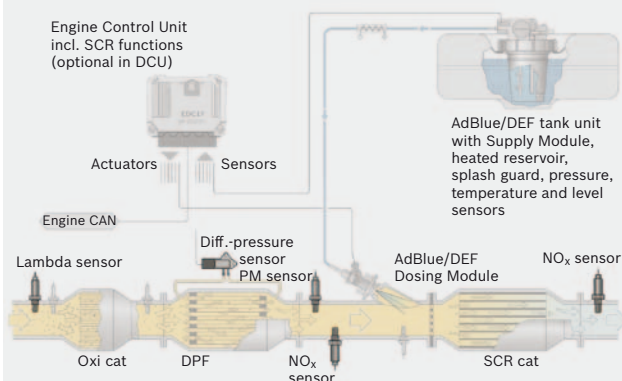 Engine Control Unit
incl. SCR functions
(optional in DCU)
EDC17
Actuators
Sensors
AdBlue/DEF tank unit
with Supply Module,
heated reservoir,
splash guard, pressure,
temperature and level
sensors
Engine CAN
Diff.-pressure
sensor
Lambda sensor
PM sensor
AdBlue/DEF
Dosing Module
NOx sensor
Oxi cat
DPF
NOx
sensor
SCR cat